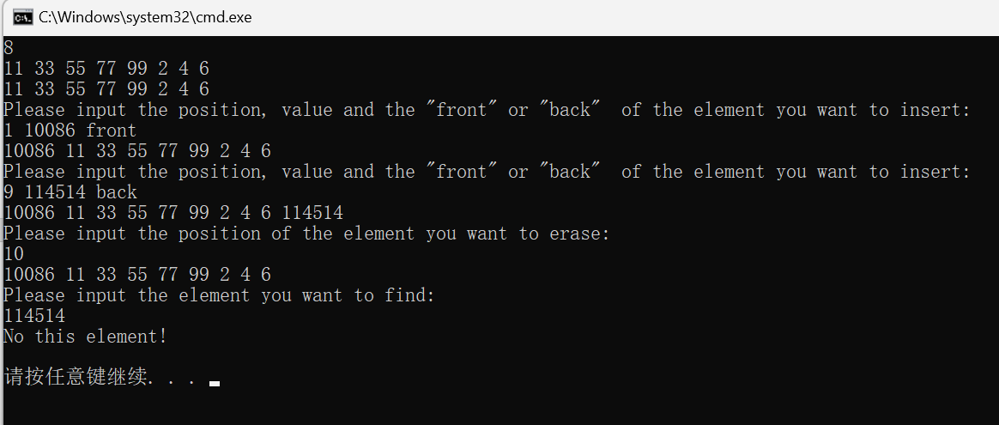 C:\Windows\system32\cmd.exe
8
11 33 55 77 99 2 4 6
11 33 55 77 99 2 4 6
Please input the position, value and the "front" or "back"  of the element you want to insert:
1 10086 front
10086 11 33 55 77 99 2 4 6
Please input the position, value and the "front" or "back"  of the element you want to insert:
9 114514 back
10086 11 33 55 77 99 2 4 6 114514
Please input the position of the element you want to erase:
10
10086 11 33 55 77 99 2 4 6
Please input the element you want to find:
114514
No this element!
请按任意键继续. . .